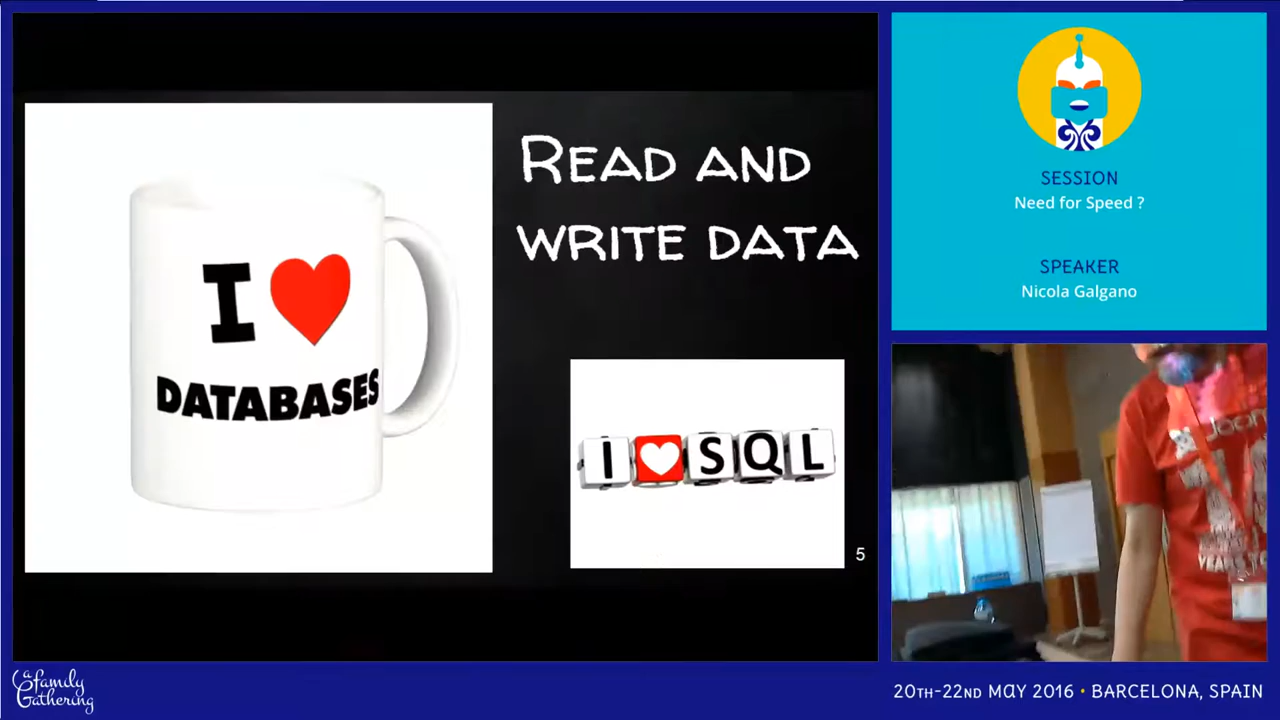 READ AND
WRITE DATA
I
DATABASES
I SQL
5
SESSION
Need for Speed ?
SPEAKER
Nicola Galgano
a family
Gathering
20TH-22ND MAY 2016 • BARCELONA, SPAIN